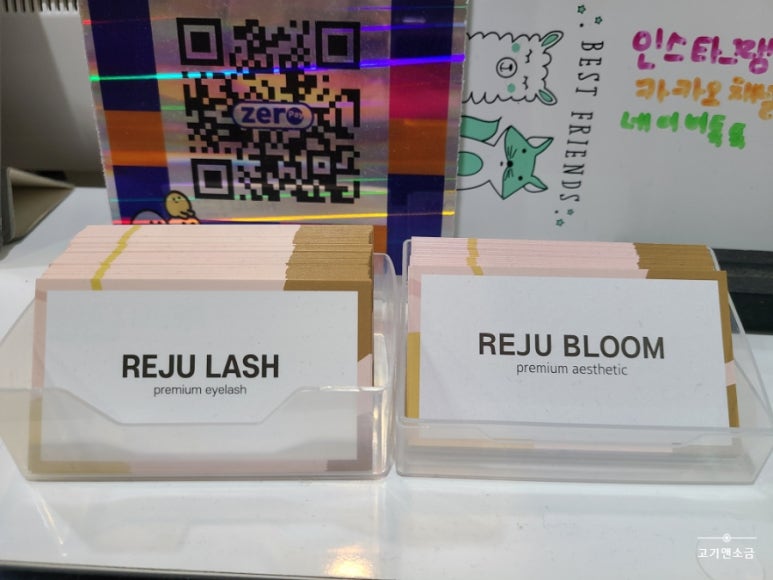 zero Pay
BEST FRIENDS
인스타그램
카카오채널
네이버톡톡
REJU LASH
premium eyelash
REJU BLOOM
premium aesthetic
고기앤소금